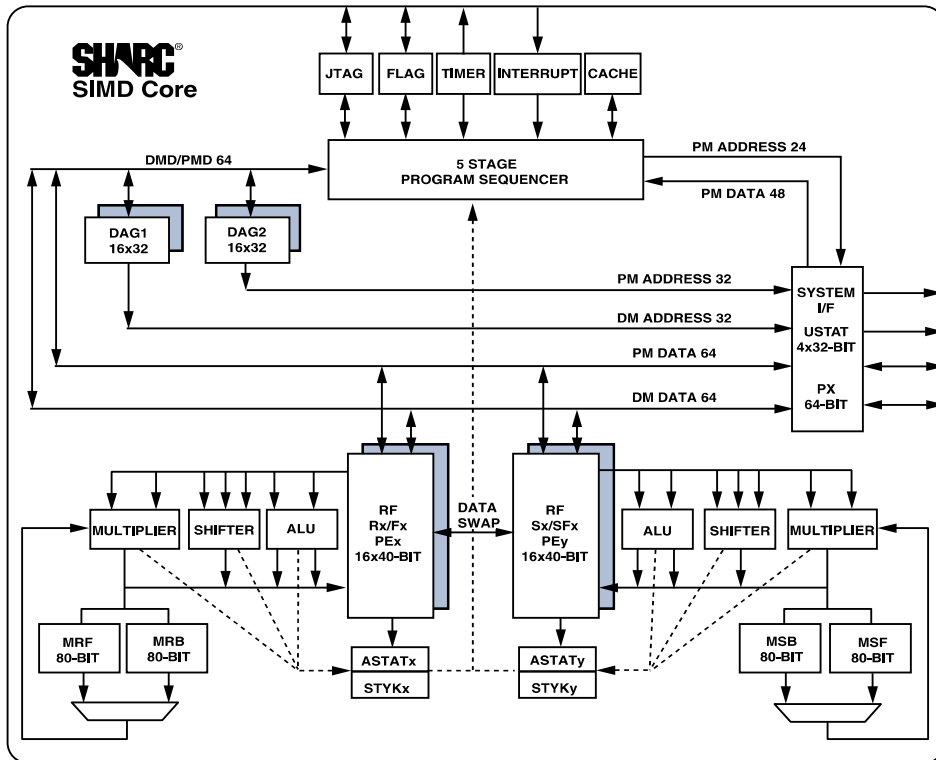 SHARC®
SIMD Core
JTAG
FLAG
TIMER
INTERRUPT
CACHE
5 STAGE
PROGRAM SEQUENCER
PM ADDRESS 24
PM DATA 48
DMD/PMD 64
DAG1
16x32
DAG2
16x32
PM ADDRESS 32
DM ADDRESS 32
PM DATA 64
DM DATA 64
SYSTEM
I/F
USTAT
4x32-BIT
PX
64-BIT
MULTIPLIER
SHIFTER
ALU
RF
Rx/Fx
PEx
16x40-BIT
DATA
SWAP
RF
Sx/SFx
PEy
16x40-BIT
ALU
SHIFTER
MULTIPLIER
MRF
80-BIT
MRB
80-BIT
ASTATx
STYKx
ASTATy
STYKy
MSB
80-BIT
MSF
80-BIT